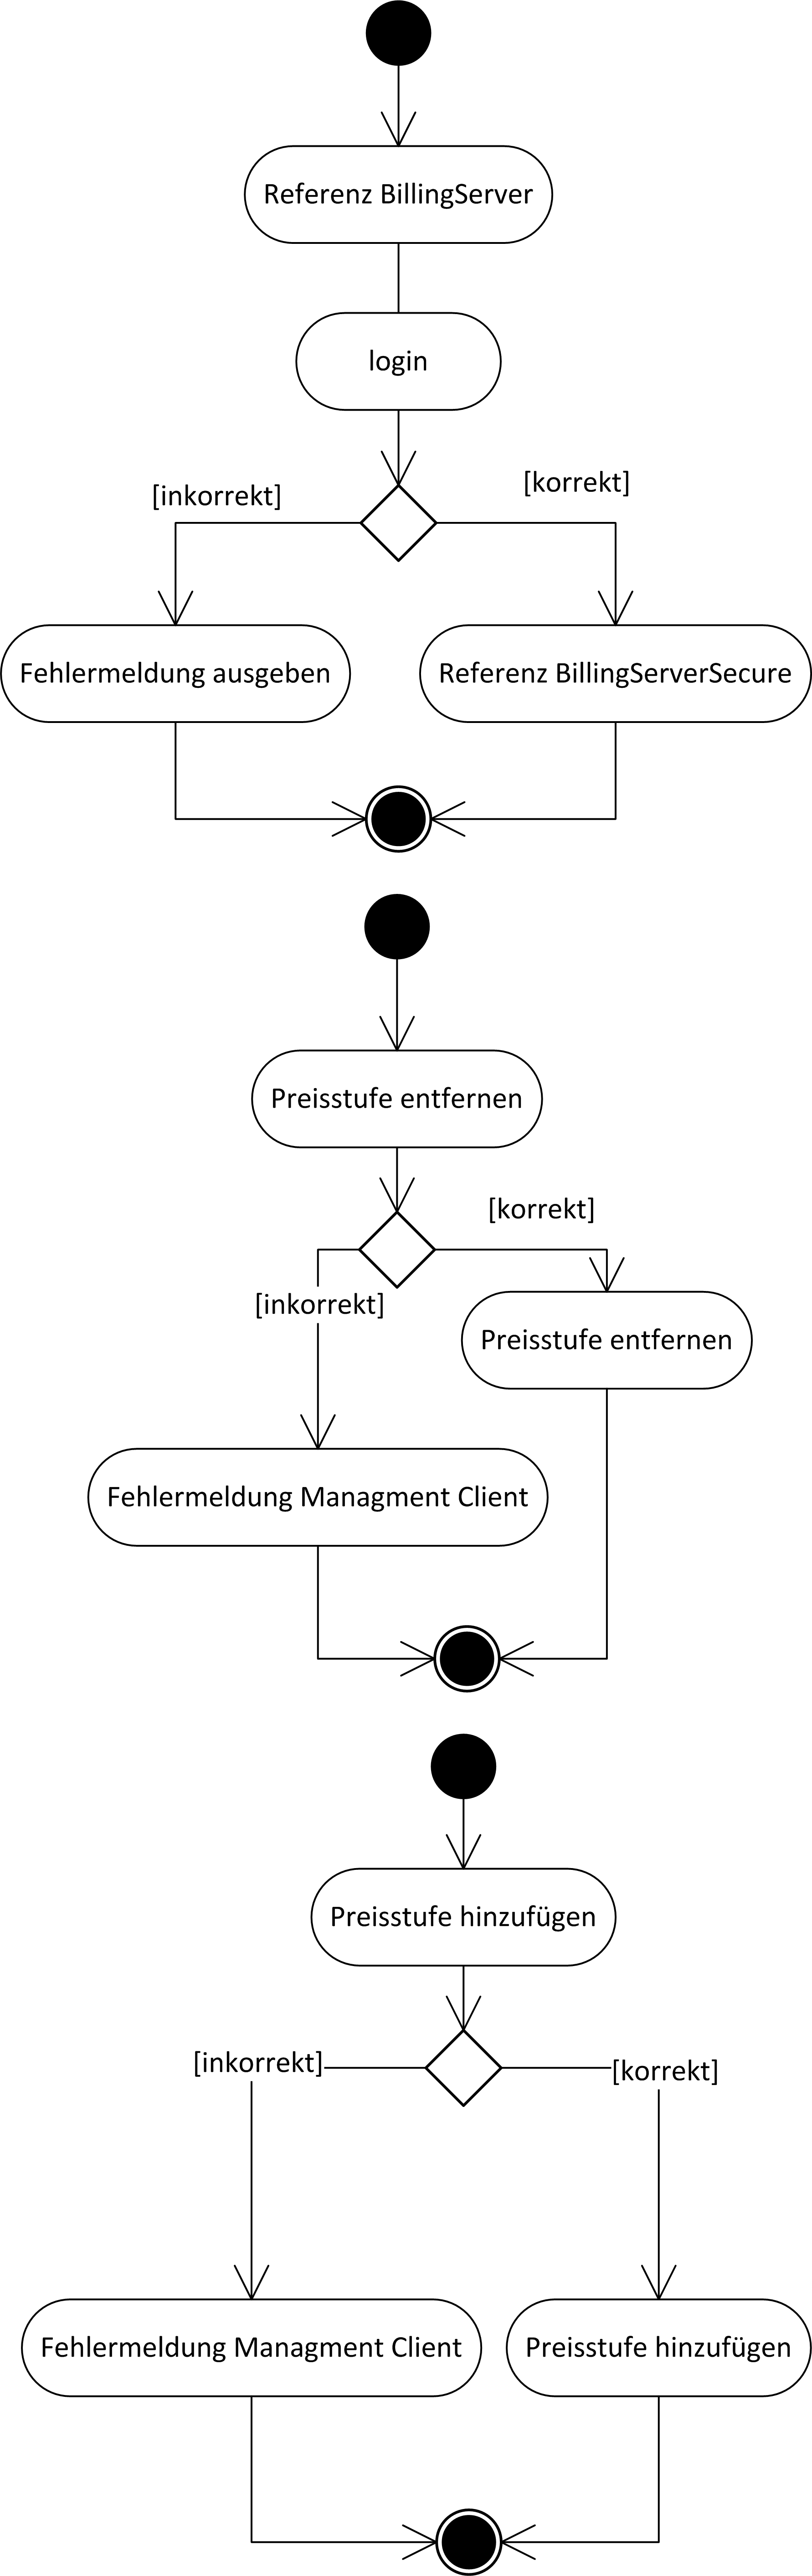 Referenz BillingServer
login
[inkorrekt]
[korrekt]
Fehlermeldung ausgeben
Referenz BillingServerSecure
Preisstufe entfernen
[korrekt]
[inkorrekt]
Preisstufe entfernen
Fehlermeldung Managment Client
Preisstufe hinzufügen
[inkorrekt]
[korrekt]
Fehlermeldung Managment Client
Preisstufe hinzufügen